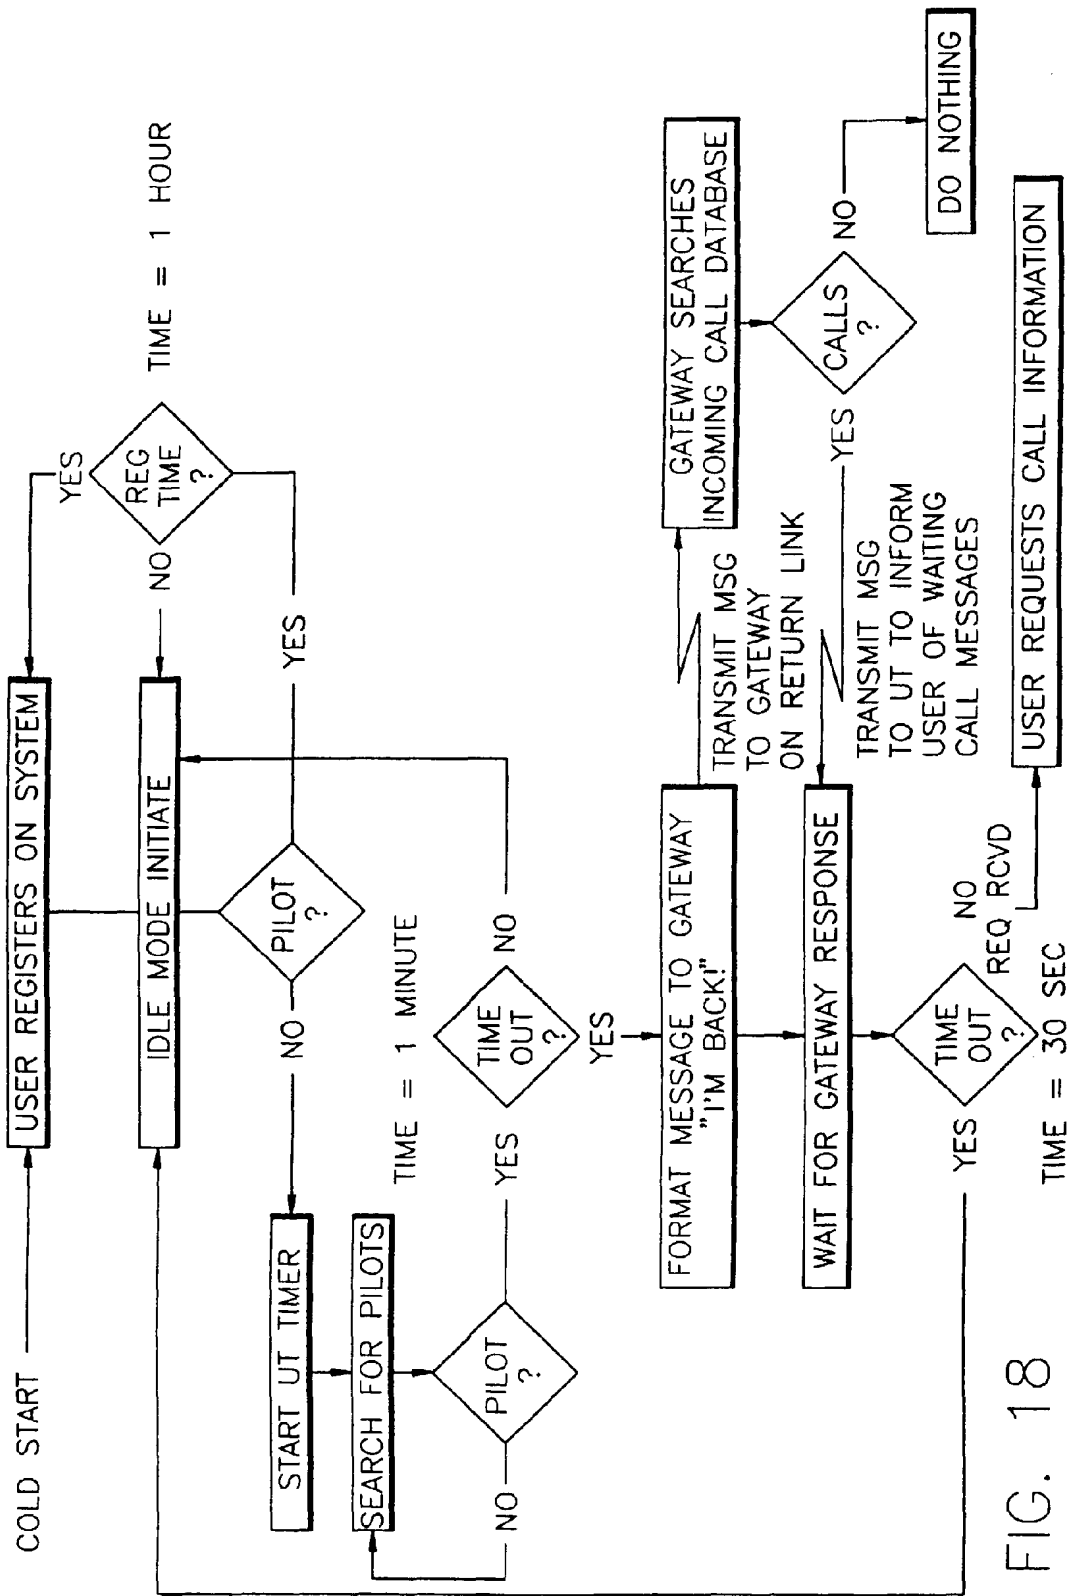 COLD START
USER REGISTERS ON SYSTEM
YES
REG
TIME
?
TIME = 1 HOUR
NO
IDLE MODE INITIATE
PILOT
?
YES
NO
START UT TIMER
SEARCH FOR PILOTS
TIME = 1 MINUTE
PILOT
?
NO
YES
TIME
OUT
?
NO
YES
FORMAT MESSAGE TO GATEWAY
"I'M BACK!"
TRANSMIT MSG
TO GATEWAY
ON RETURN LINK
GATEWAY SEARCHES
INCOMING CALL DATABASE
CALLS
?
NO
DO NOTHING
YES
TRANSMIT MSG
TO UT TO INFORM
USER OF WAITING
CALL MESSAGES
WAIT FOR GATEWAY RESPONSE
TIME
OUT
?
YES
NO
REQ RCVD
TIME = 30 SEC
USER REQUESTS CALL INFORMATION
FIG. 18